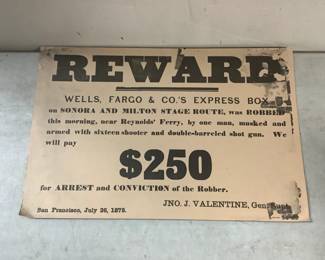 REWARD
WELLS, FARGO & CO.'S EXPRESS BOX
on SONORA AND MILTON STAGE ROUTE, was ROBBED
this morning, near Reynolds' Ferry, by one man, masked and
armed with sixteen shooter and double-barreled shot gun. We
will pay
$250
for ARREST and CONVICTION of the Robber.
JNO. J. VALENTINE, Gen. Supt.
San Francisco, July 26, 1875.